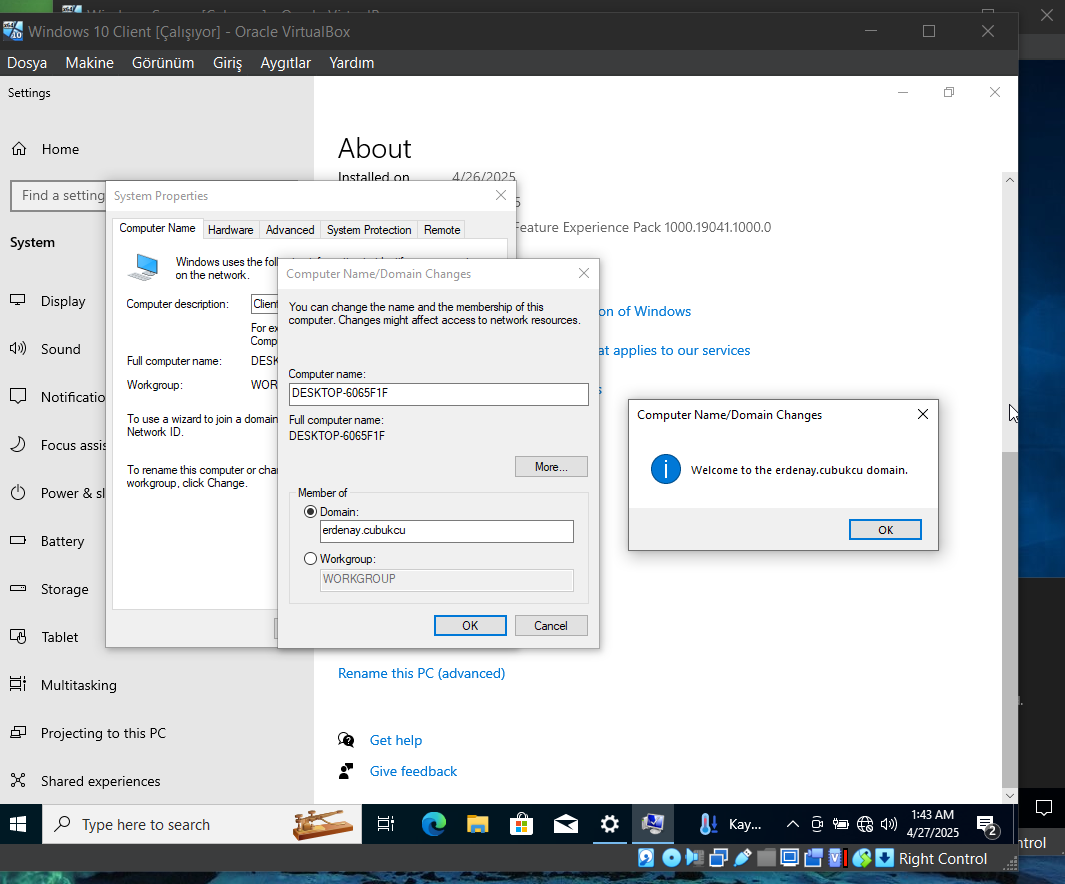 Windows 10 Client [Çalışıyor] - Oracle VirtualBox
Dosya Makine Görünüm Giriş Aygıtlar Yardım
Settings
Home
Find a setting
System
Display
Sound
Focus assis
Power & sl
Battery
Storage
Tablet
Multitasking
Projecting to this PC
Shared experiences
About
Installed on 4/26/2025
Feature Experience Pack 1000.19041.1000.0
on of Windows
at applies to our services
Rename this PC (advanced)
Get help
Give feedback
System Properties
Computer Name Hardware Advanced System Protection Remote
Windows uses the
on the network.
Computer description: Client
For ex
Comp
Full computer name: DESK
Workgroup: WOR
To use a wizard to join a domain
Network ID.
To rename this computer or cha
workgroup, click Change.
Computer Name/Domain Changes
You can change the name and the membership of this
computer. Changes might affect access to network resources.
Computer name:
DESKTOP-6065F1F
Full computer name:
DESKTOP-6065F1F
More...
Member of
Domain:
erdenay.cubukcu
Workgroup:
WORKGROUP
OK Cancel
Computer Name/Domain Changes
Welcome to the erdenay.cubukcu domain.
OK
Type here to search
Kay...
1:43 AM
4/27/2025
2
Right Control
ntrol